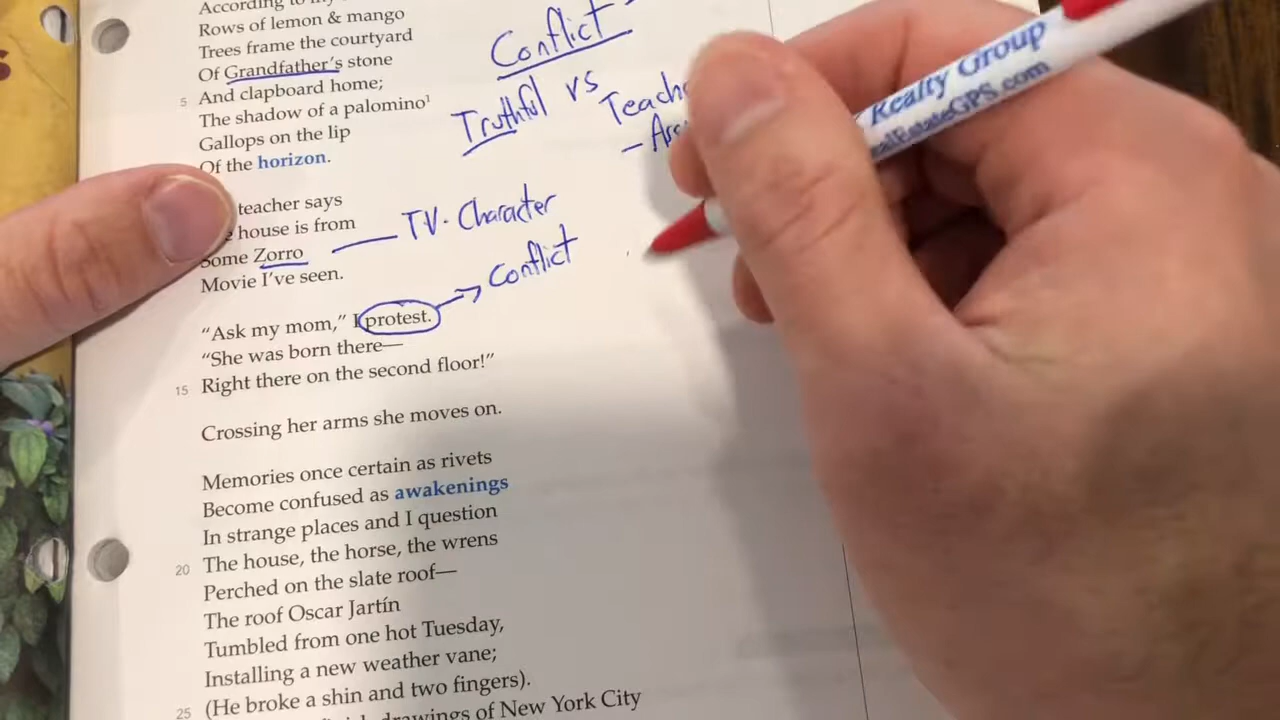 According to my
Rows of lemon & mango
Trees frame the courtyard
Of Grandfather's stone
5 And clapboard home;
The shadow of a palomino¹
Gallops on the lip
Of the horizon.
teacher says
house is from
Some Zorro
Movie I've seen.
"Ask my mom," I protest.
"She was born there—
15 Right there on the second floor!"
Crossing her arms she moves on.
Memories once certain as rivets
Become confused as awakenings
In strange places and I question
20 The house, the horse, the wrens
Perched on the slate roof—
The roof Oscar Jartín
Tumbled from one hot Tuesday,
Installing a new weather vane;
(He broke a shin and two fingers).
25 drawings of New York City
Conflict
Truthful vs
TV. Character
Conflict
Realty Group
GPS.com